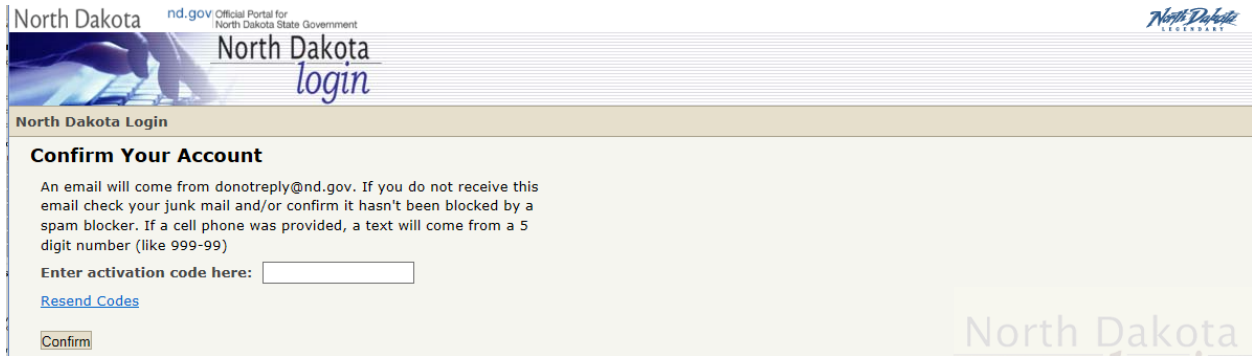 North Dakota nd.gov Official Portal for
North Dakota State Government
North Dakota
LEGENDARY
North Dakota
login
North Dakota Login
Confirm Your Account
An email will come from donotreply@nd.gov. If you do not receive this
email check your junk mail and/or confirm it hasn't been blocked by a
spam blocker. If a cell phone was provided, a text will come from a 5
digit number (like 999-99)
Enter activation code here:
Resend Codes
Confirm
North Dakota